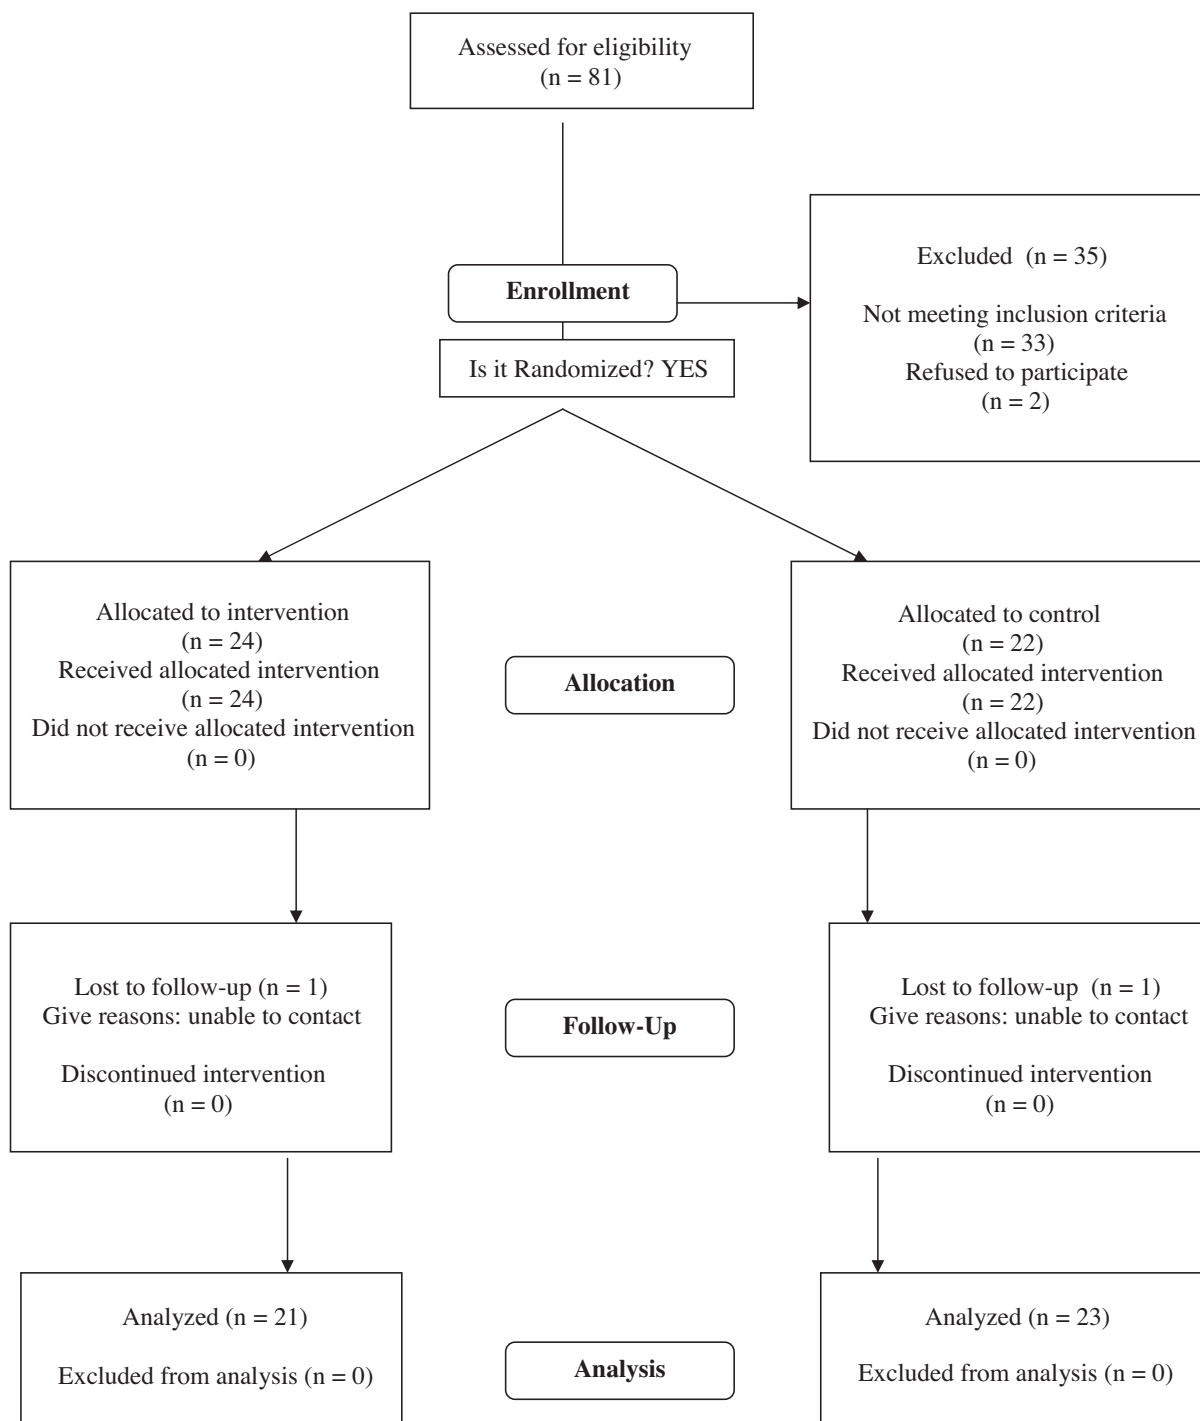 Assessed for eligibility
(n = 81)
Enrollment
Excluded (n = 35)
Not meeting inclusion criteria
(n = 33)
Refused to participate
(n = 2)
Is it Randomized? YES
Allocated to intervention
(n = 24)
Received allocated intervention
(n = 24)
Did not receive allocated intervention
(n = 0)
Allocation
Allocated to control
(n = 22)
Received allocated intervention
(n = 22)
Did not receive allocated intervention
(n = 0)
Lost to follow-up (n = 1)
Give reasons: unable to contact
Discontinued intervention
(n = 0)
Follow-Up
Lost to follow-up (n = 1)
Give reasons: unable to contact
Discontinued intervention
(n = 0)
Analyzed (n = 21)
Excluded from analysis (n = 0)
Analysis
Analyzed (n = 23)
Excluded from analysis (n = 0)